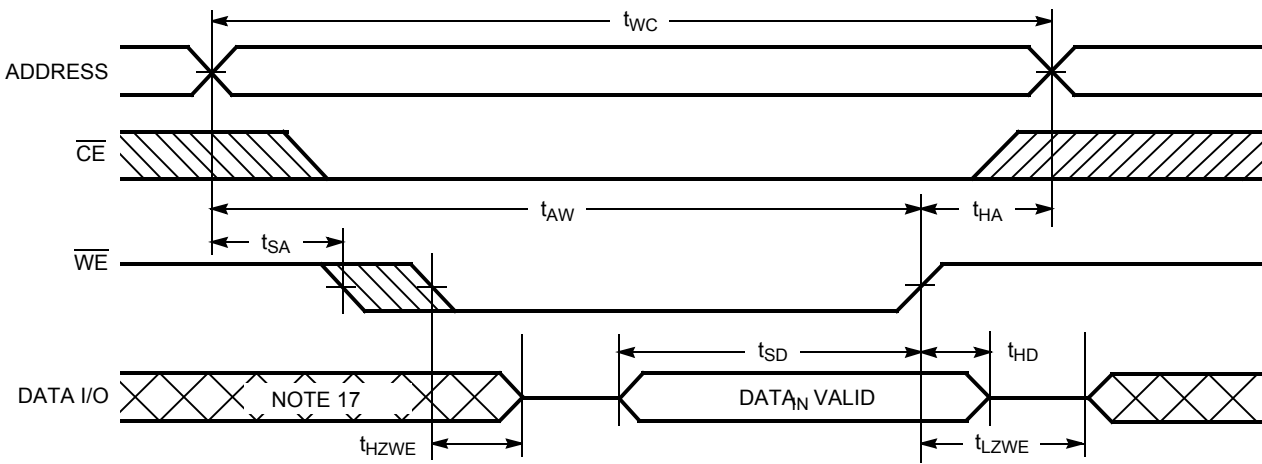 tWC
ADDRESS
CE
tAW
tHA
tSA
WE
tSD
tHD
DATA I/O
NOTE 17
DATAIN VALID
tHZWE
tLZWE